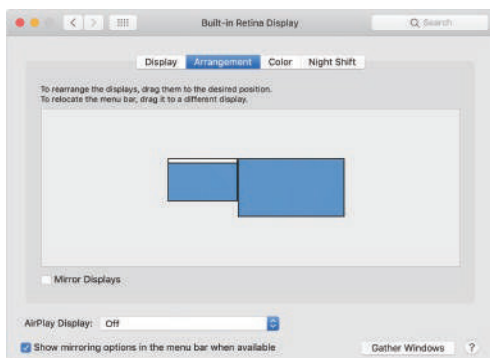 Built-in Retina Display
Search
Display Arrangement Color Night Shift
To rearrange the displays, drag them to the desired position.
To relocate the menu bar, drag it to a different display.
Mirror Displays
AirPlay Display: Off
Show mirroring options in the menu bar when available
Gather Windows ?